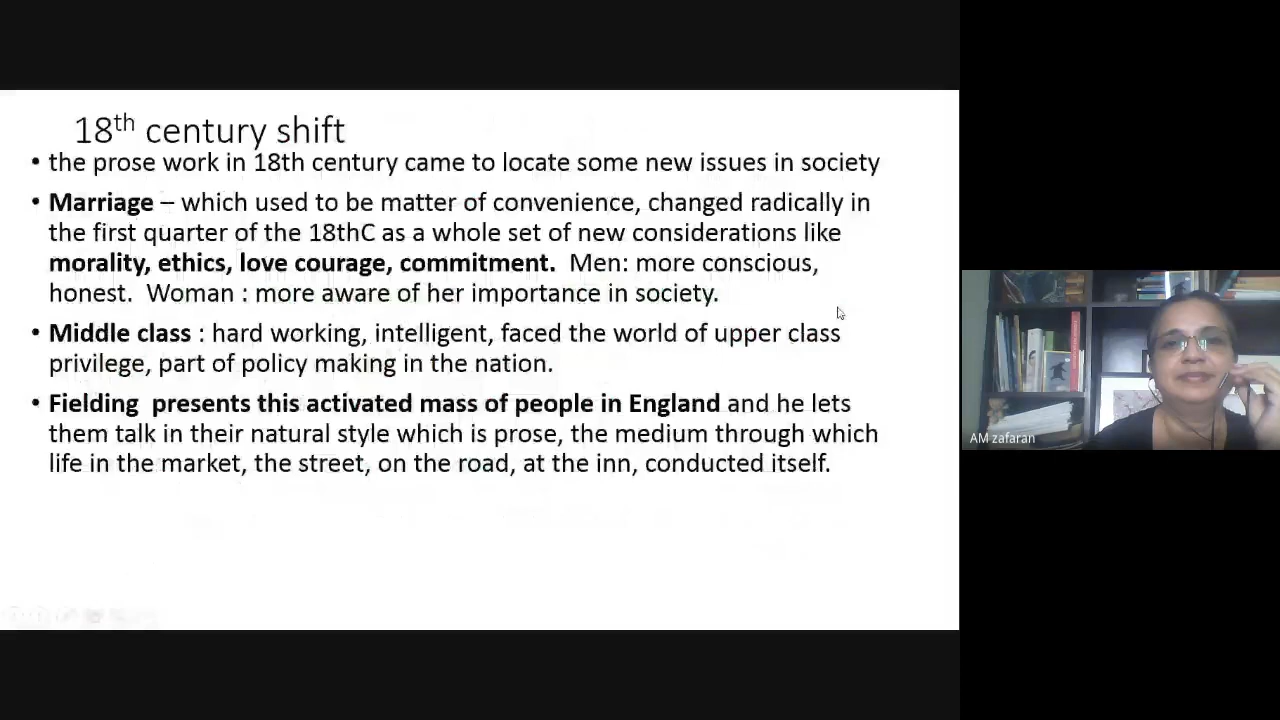 18th century shift
• the prose work in 18th century came to locate some new issues in society
• Marriage – which used to be matter of convenience, changed radically in
the first quarter of the 18thC as a whole set of new considerations like
morality, ethics, love courage, commitment.  Men: more conscious,
honest.  Woman : more aware of her importance in society.
• Middle class : hard working, intelligent, faced the world of upper class
privilege, part of policy making in the nation.
• Fielding  presents this activated mass of people in England and he lets
them talk in their natural style which is prose, the medium through which
life in the market, the street, on the road, at the inn, conducted itself.
AM zafaran